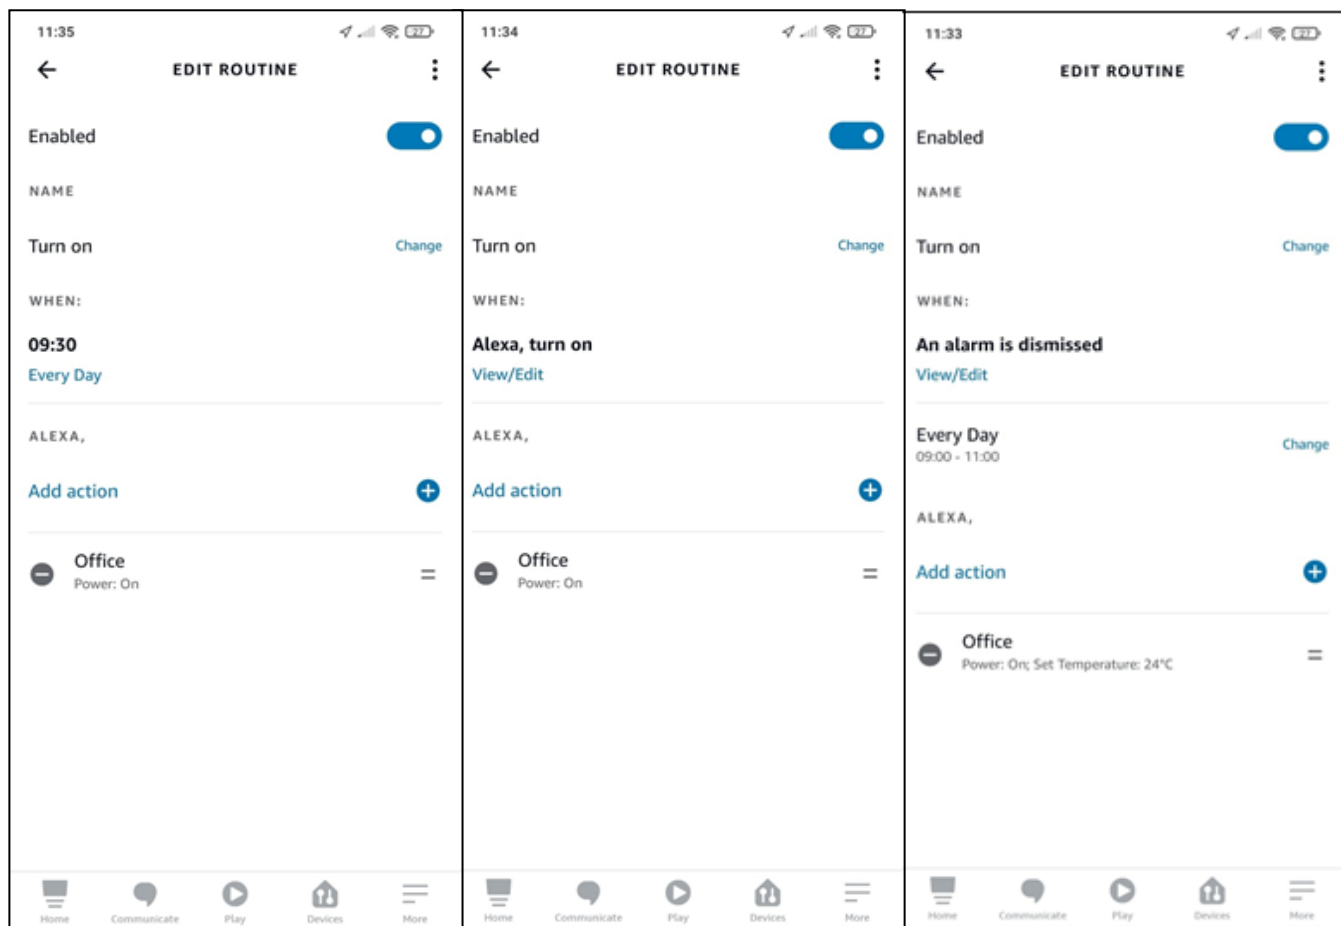 11:35
27
EDIT ROUTINE
Enabled
NAME
Turn on
Change
WHEN:
09:30
Every Day
ALEXA,
Add action
Office
Power: On
Home
Communicate
Play
Devices
More
11:34
27
EDIT ROUTINE
Enabled
NAME
Turn on
Change
WHEN:
Alexa, turn on
View/Edit
ALEXA,
Add action
Office
Power: On
Home
Communicate
Play
Devices
More
11:33
27
EDIT ROUTINE
Enabled
NAME
Turn on
Change
WHEN:
An alarm is dismissed
View/Edit
Every Day
09:00 - 11:00
Change
ALEXA,
Add action
Office
Power: On; Set Temperature: 24°C
Home
Communicate
Play
Devices
More